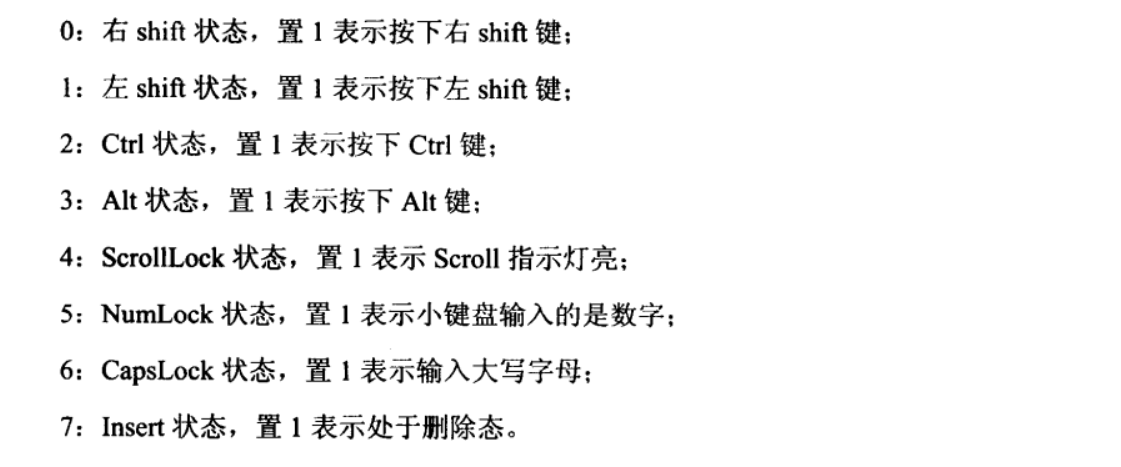 0：右 shift 状态，置 1 表示按下右 shift 键；
1：左 shift 状态，置 1 表示按下左 shift 键；
2：Ctrl 状态，置 1 表示按下 Ctrl 键；
3：Alt 状态，置 1 表示按下 Alt 键；
4：ScrollLock 状态，置 1 表示 Scroll 指示灯亮；
5：NumLock 状态，置 1 表示小键盘输入的是数字；
6：CapsLock 状态，置 1 表示输入大写字母；
7：Insert 状态，置 1 表示处于删除态。